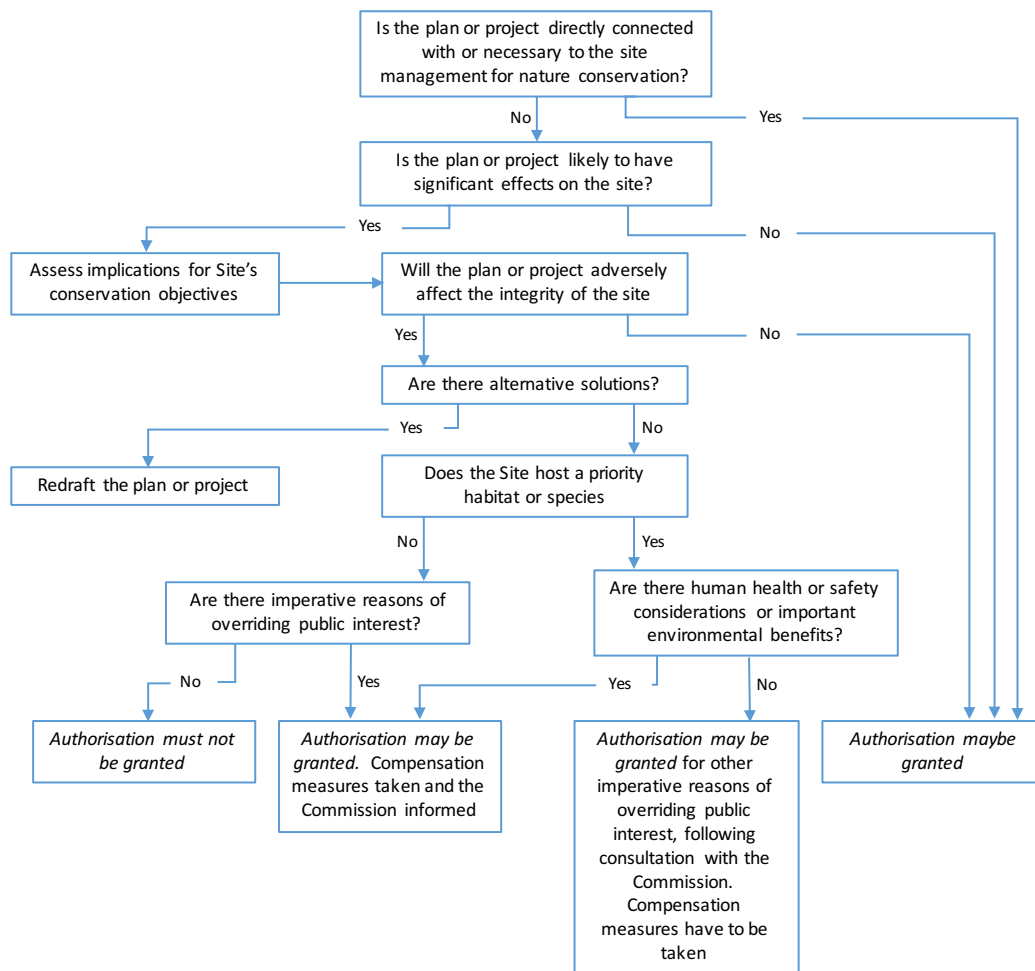 Is the plan or project directly connected
with or necessary to the site
management for nature conservation?
No
Yes
Is the plan or project likely to have
significant effects on the site?
Yes
No
Assess implications for Site's
conservation objectives
Will the plan or project adversely
affect the integrity of the site
Yes
No
Are there alternative solutions?
Yes
No
Redraft the plan or project
Does the Site host a priority
habitat or species
No
Yes
Are there imperative reasons of
overriding public interest?
Are there human health or safety
considerations or important
environmental benefits?
No
Yes
Yes
No
Authorisation must not
be granted
Authorisation may be
granted. Compensation
measures taken and the
Commission informed
Authorisation may be
granted for other
imperative reasons of
overriding public
interest, following
consultation with the
Commission.
Compensation
measures have to be
taken
Authorisation maybe
granted